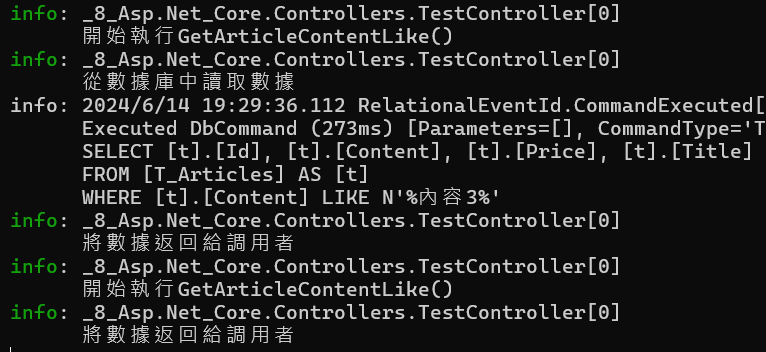 info: _8_Asp.Net_Core.Controllers.TestController[0]
開始執行GetArticleContentLike()
info: _8_Asp.Net_Core.Controllers.TestController[0]
從數據庫中讀取數據
info: 2024/6/14 19:29:36.112 RelationalEventId.CommandExecuted[
Executed DbCommand (273ms) [Parameters=[], CommandType='T
SELECT [t].[Id], [t].[Content], [t].[Price], [t].[Title]
FROM [T_Articles] AS [t]
WHERE [t].[Content] LIKE N'%內容3%'
info: _8_Asp.Net_Core.Controllers.TestController[0]
將數據返回給調用者
info: _8_Asp.Net_Core.Controllers.TestController[0]
開始執行GetArticleContentLike()
info: _8_Asp.Net_Core.Controllers.TestController[0]
將數據返回給調用者